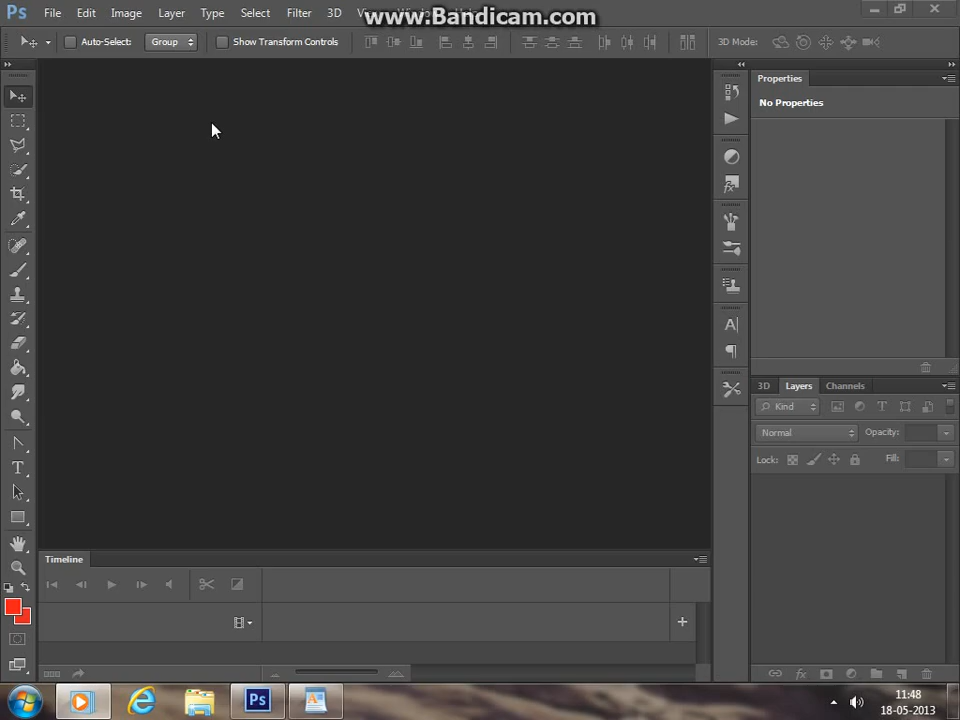 Ps File Edit Image Layer Type Select Filter 3D
www.Bandicam.com
Auto-Select: Group Show Transform Controls 3D Mode:
Properties
No Properties
3D Layers Channels
Kind
Normal Opacity:
Lock: Fill:
Timeline
Ps
11:48
18-05-2013